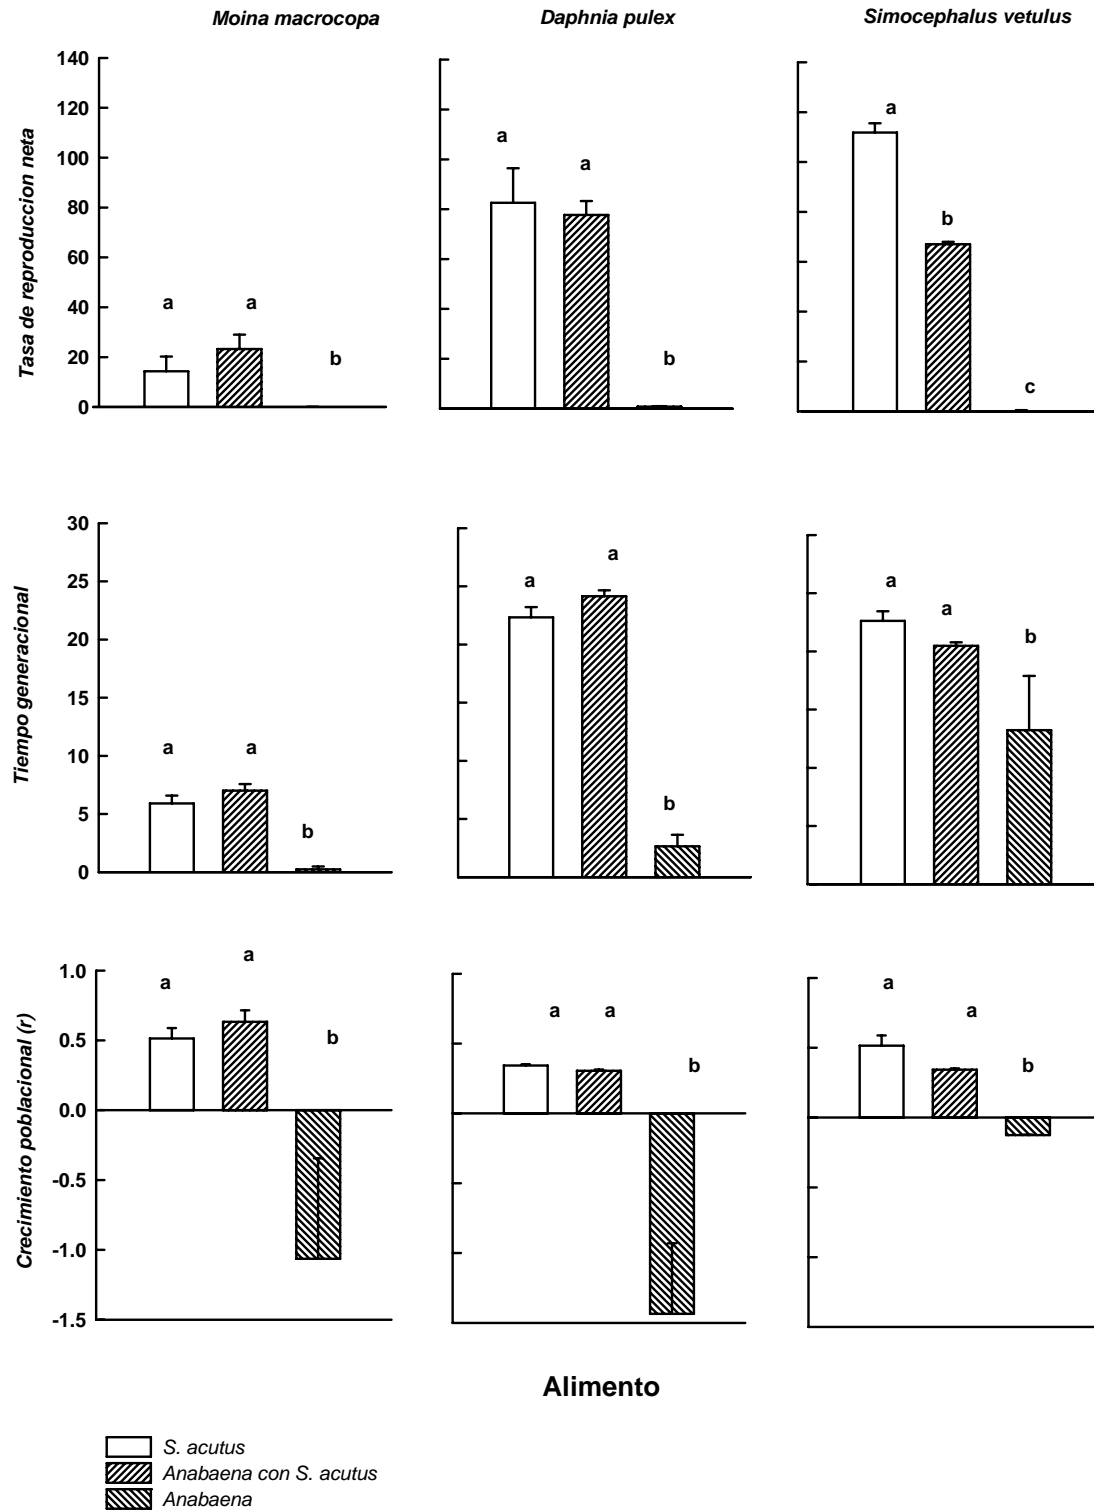 Moina macrocopa
Daphnia pulex
Simocephalus vetulus
Tasa de reproduccion neta
140
120
100
80
60
40
20
0
a
a
b
a
a
b
a
b
c
Tiempo generacional
30
25
20
15
10
5
0
a
a
b
a
a
b
a
a
b
Crecimiento poblacional (r)
1.0
0.5
0.0
-0.5
-1.0
-1.5
a
a
b
a
a
b
a
a
b
Alimento
S. acutus
Anabaena con S. acutus
Anabaena